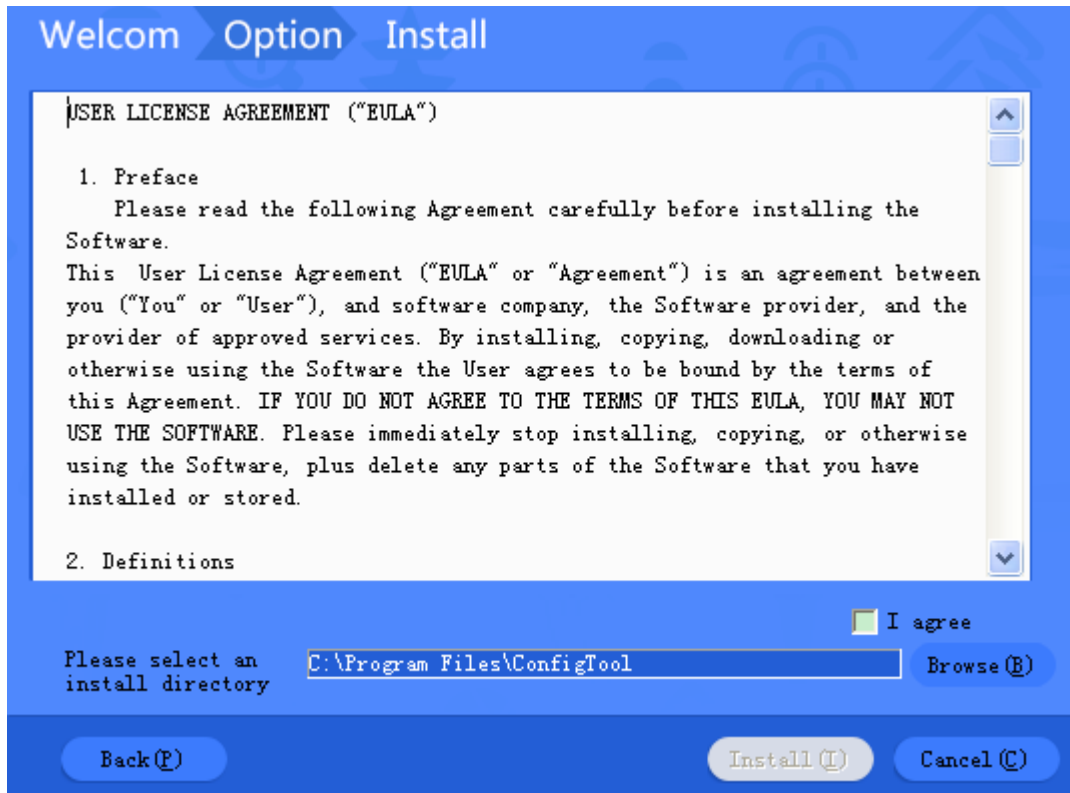 Welcom Option Install
USER LICENSE AGREEMENT ("EULA")
1. Preface
Please read the following Agreement carefully before installing the
Software.
This  User License Agreement ("EULA" or "Agreement") is an agreement between
you ("You" or "User"), and software company, the Software provider, and the
provider of approved services. By installing, copying, downloading or
otherwise using the Software the User agrees to be bound by the terms of
this Agreement. IF YOU DO NOT AGREE TO THE TERMS OF THIS EULA, YOU MAY NOT
USE THE SOFTWARE. Please immediately stop installing, copying, or otherwise
using the Software, plus delete any parts of the Software that you have
installed or stored.
2. Definitions
I agree
Please select an
install directory
C:\Program Files\ConfigTool
Browse(B)
Back(P)
Install(I)
Cancel(C)